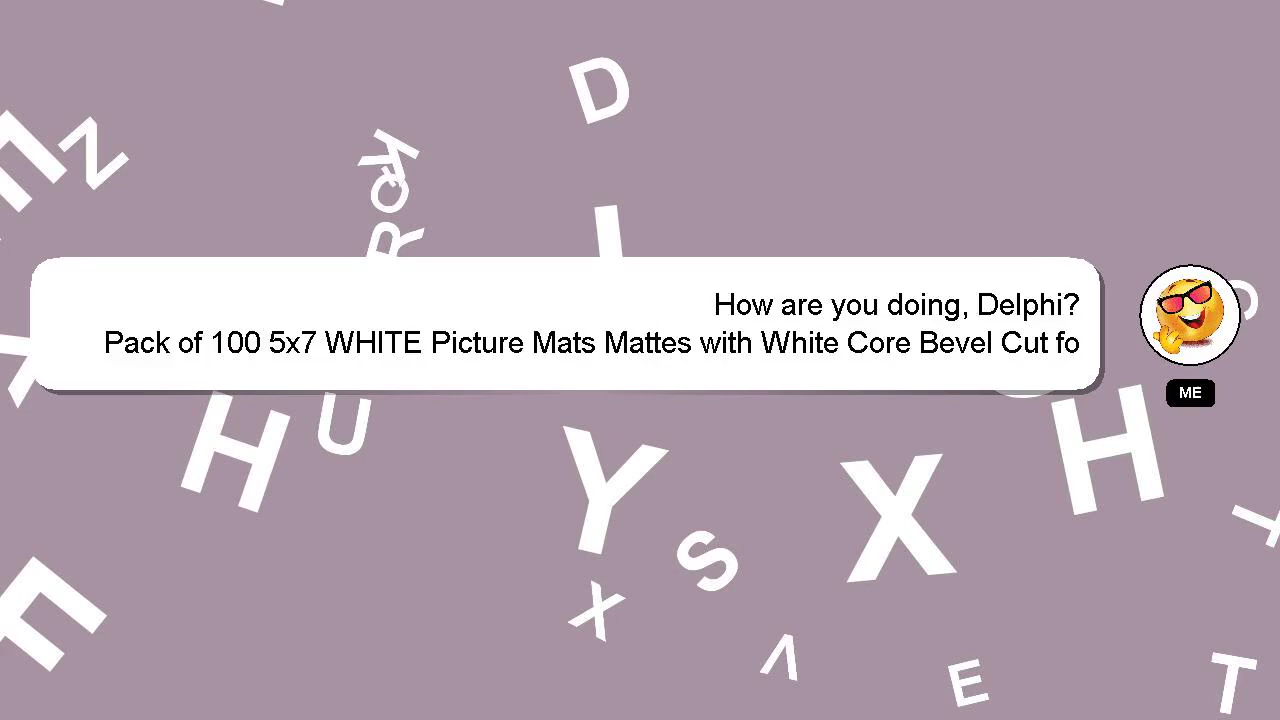 D
Z
K
O
R
I
How are you doing, Delphi?
Pack of 100 5x7 WHITE Picture Mats Mattes with White Core Bevel Cut fo
ME
H
U
Y
X
H
S
X
V
E
T